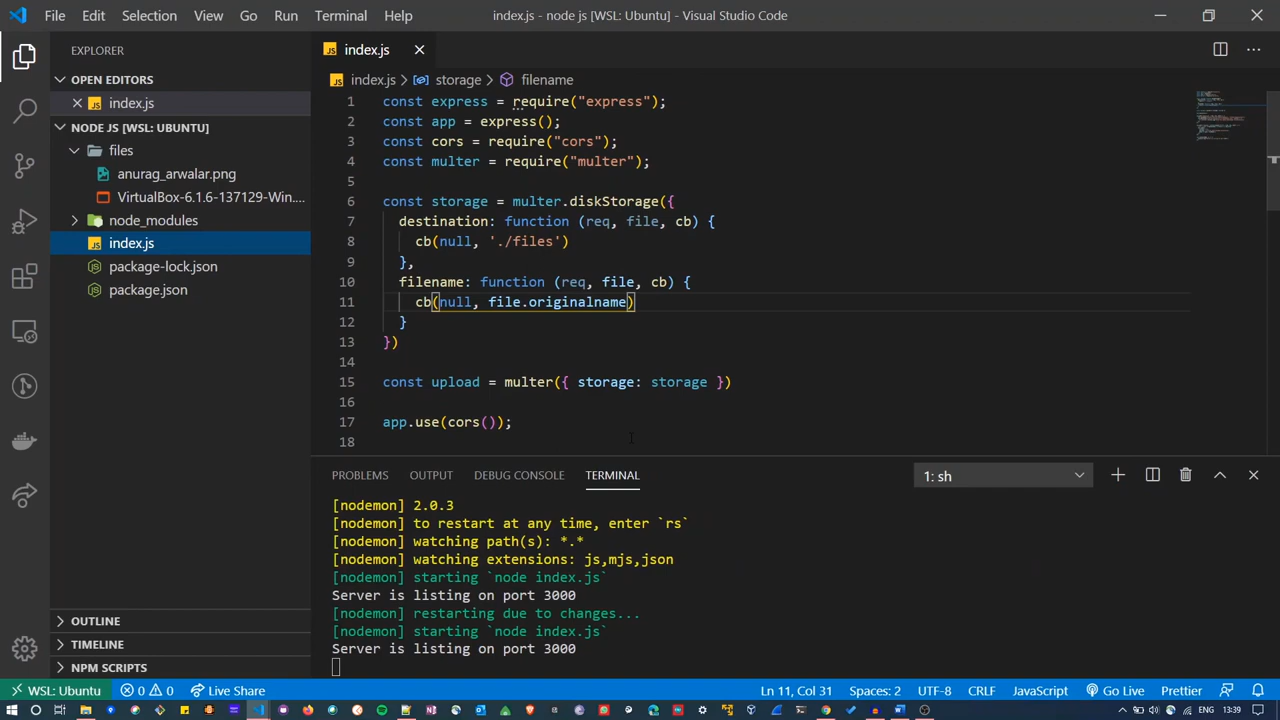 File Edit Selection View Go Run Terminal Help index.js - node js [WSL: Ubuntu] - Visual Studio Code
EXPLORER
OPEN EDITORS
index.js
NODE JS [WSL: UBUNTU]
files
anurag_arwalar.png
VirtualBox-6.1.6-137129-Win....
node_modules
index.js
package-lock.json
package.json
OUTLINE
TIMELINE
NPM SCRIPTS
index.js
index.js > storage > filename
1 const express = require("express");
2 const app = express();
3 const cors = require("cors");
4 const multer = require("multer");
5
6 const storage = multer.diskStorage({
7 destination: function (req, file, cb) {
8 cb(null, './files')
9 },
10 filename: function (req, file, cb) {
11 cb(null, file.originalname)
12 }
13 })
14
15 const upload = multer({ storage: storage })
16
17 app.use(cors());
18
PROBLEMS OUTPUT DEBUG CONSOLE TERMINAL 1: sh
[nodemon] 2.0.3
[nodemon] to restart at any time, enter `rs`
[nodemon] watching path(s): *.*
[nodemon] watching extensions: js,mjs,json
[nodemon] starting `node index.js`
Server is listing on port 3000
[nodemon] restarting due to changes...
[nodemon] starting `node index.js`
Server is listing on port 3000
WSL: Ubuntu 0 0 Live Share Ln 11, Col 31 Spaces: 2 UTF-8 CRLF JavaScript Go Live Prettier
ENG 13:39